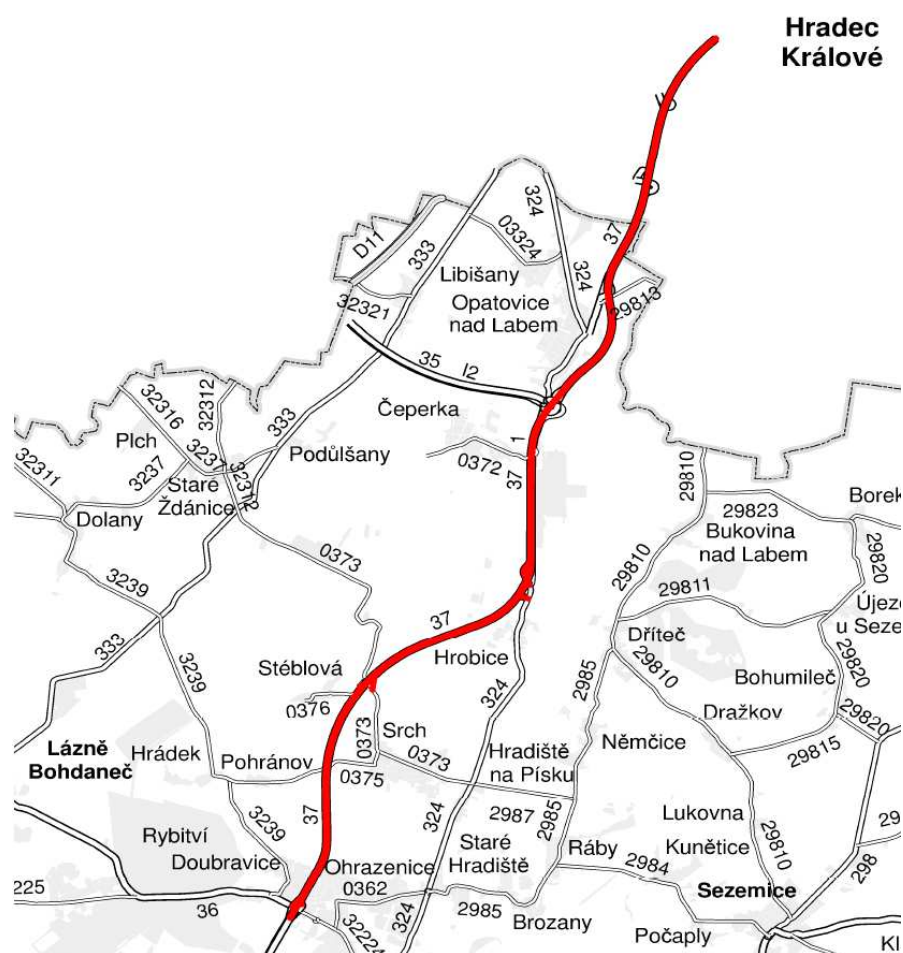 Hradec
Králové
324
37
03324
D11
333
Libišany
324
32321
Opatovice
nad Labem
29813
35
I2
32312
32316
Čeperka
333
Plch
1
3237
Podůlšany
0372
32311
3237
37
29810
Staré
Ždánice
32312
Borek
Dolany
29823
Bukovina
nad Labem
0373
29810
29820
3239
29811
37
333
Dříteč
Hrobice
3239
Stéblová
2985
29810
Bohumileč
29820
324
0376
Dražkov
29820
0373
Srch
Lázně
Bohdaneč
Hrádek
Pohránov
0373
Hradiště
na Písku
Němčice
29815
0375
37
324
2987
2985
Lukovna
3239
Rybitví
Doubravice
Staré
Hradiště
Ráby
Kunětice
29810
Ohrazenice
2984
298
225
0362
Sezemice
36
324
2985
Brozany
32224
Počaply